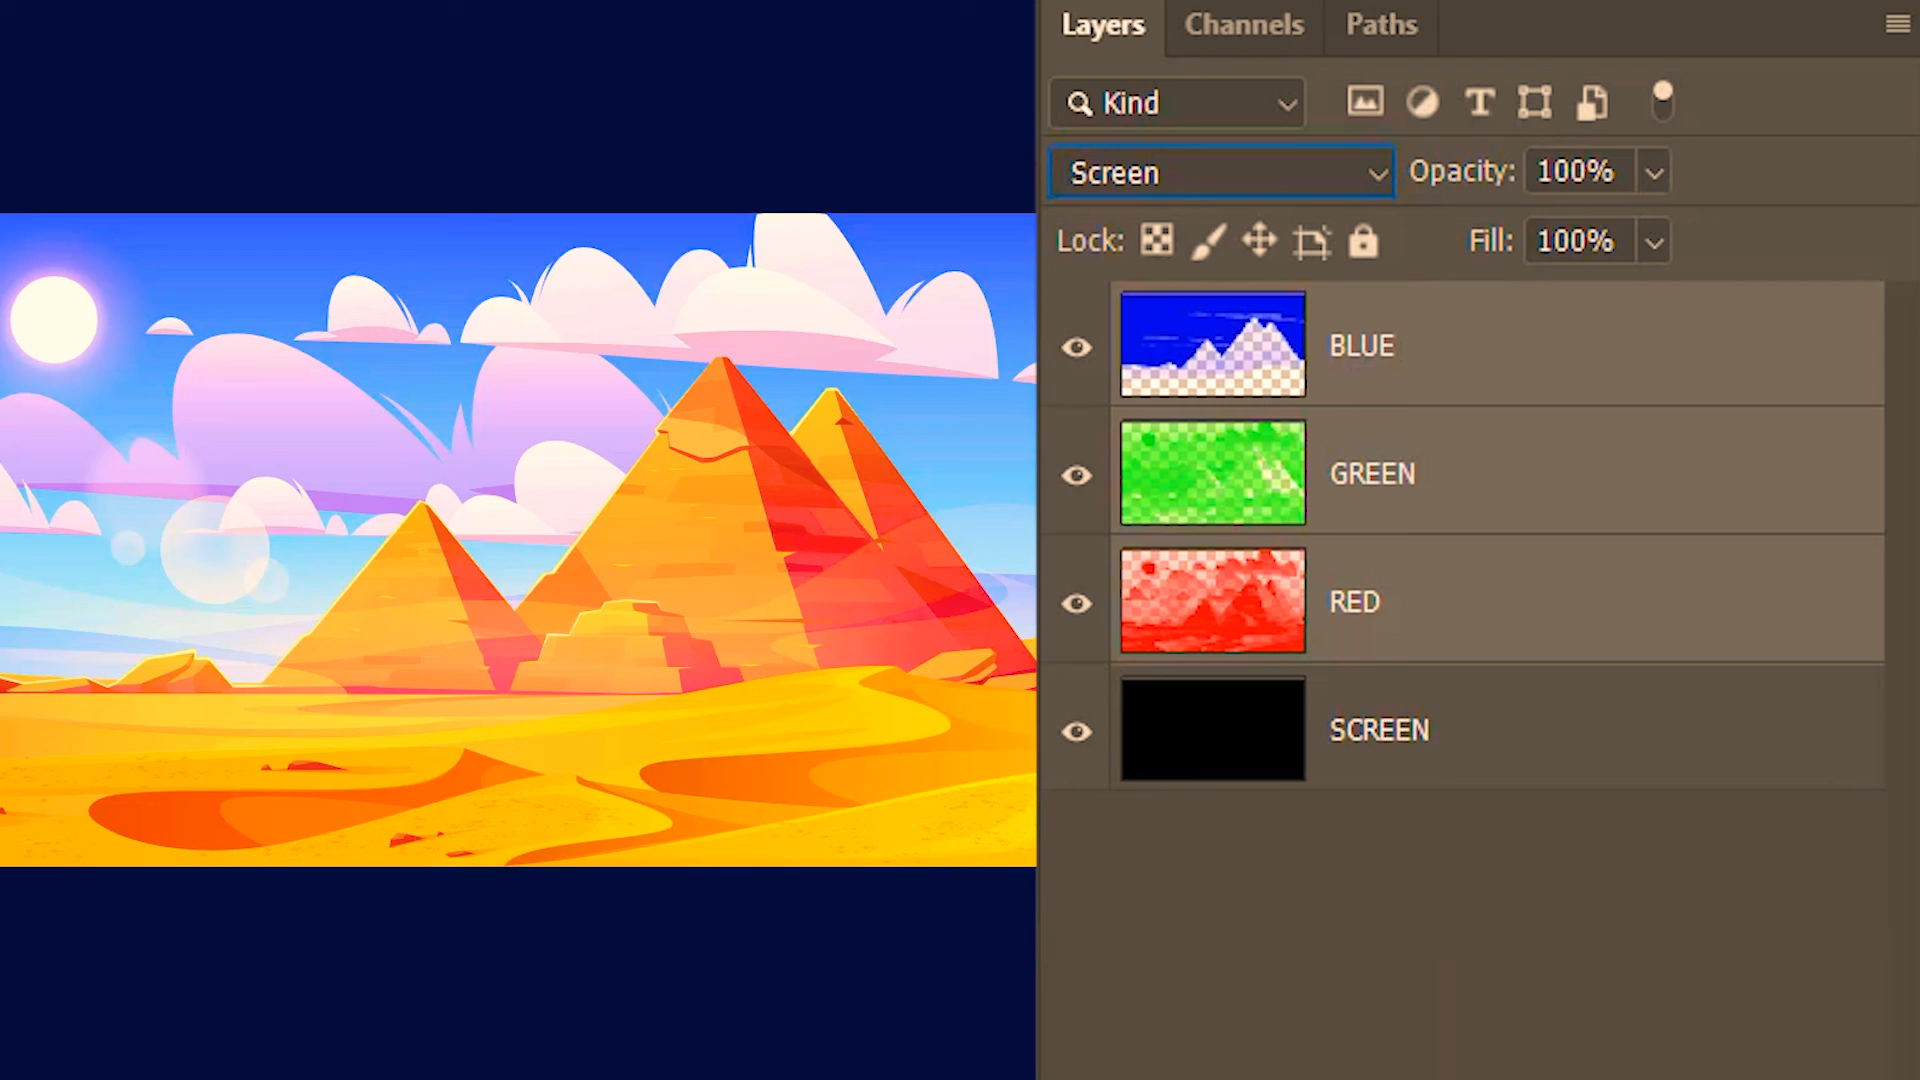 Layers Channels Paths
Kind
Screen Opacity: 100%
Lock: Fill: 100%
BLUE
GREEN
RED
SCREEN